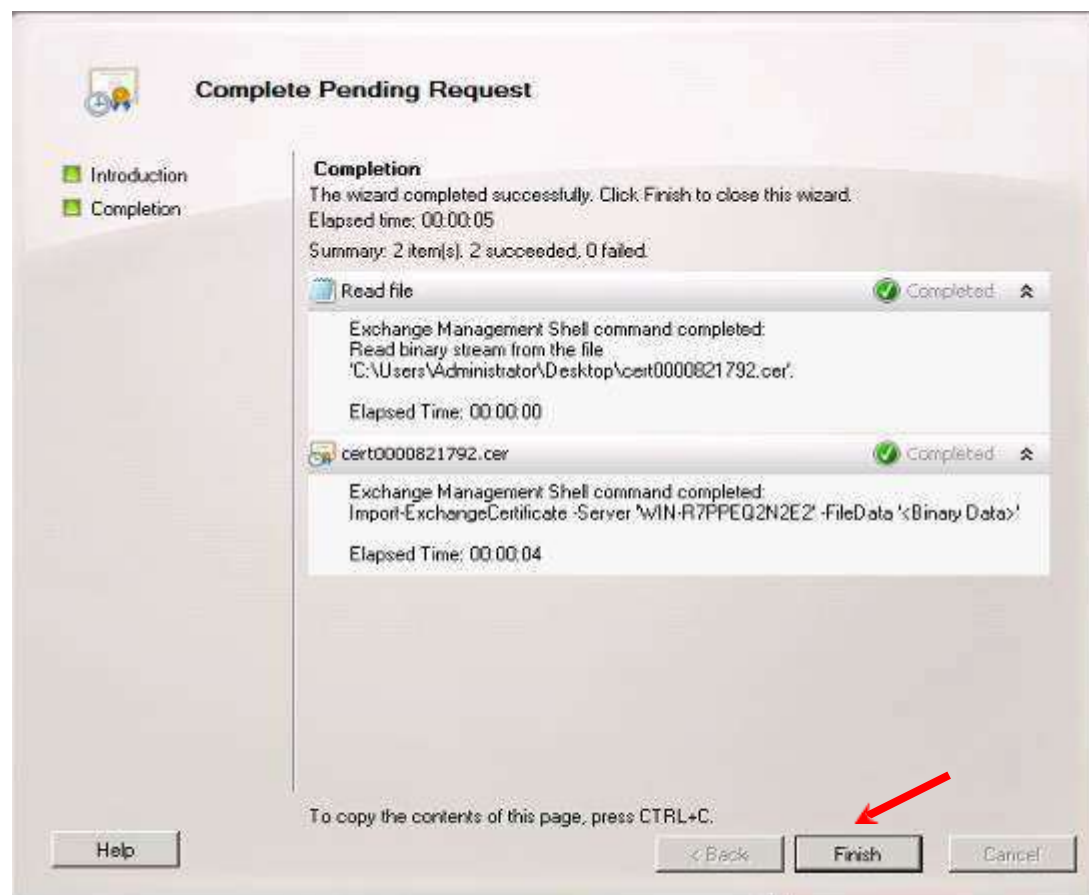 Complete Pending Request
Introduction
Completion
Completion
The wizard completed successfully. Click Finish to close this wizard.
Elapsed time: 00:00:05
Summary: 2 item(s). 2 succeeded, 0 failed.
Read file
Completed
Exchange Management Shell command completed:
Read binary stream from the file
'C:\Users\Administrator\Desktop\cert0000821792.cer'.
Elapsed Time: 00:00:00
cert0000821792.cer
Completed
Exchange Management Shell command completed:
Import-ExchangeCertificate -Server 'WIN-R7PPEQ2N2E2' -FileData '<Binary Data>'
Elapsed Time: 00:00:04
To copy the contents of this page, press CTRL+C.
Help
< Back
Finish
Cancel